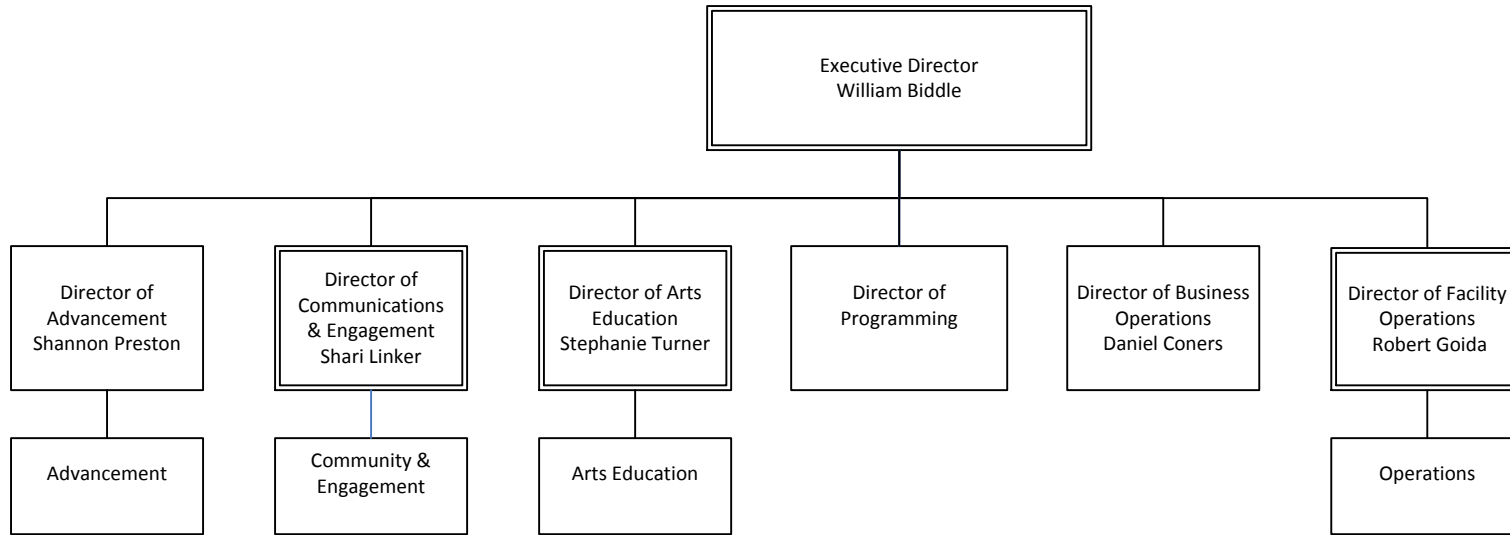 Executive Director
William Biddle
Director of
Advancement
Shannon Preston
Director of
Communications
& Engagement
Shari Linker
Director of Arts
Education
Stephanie Turner
Director of
Programming
Director of Business
Operations
Daniel Coners
Director of Facility
Operations
Robert Goida
Advancement
Community &
Engagement
Arts Education
Operations